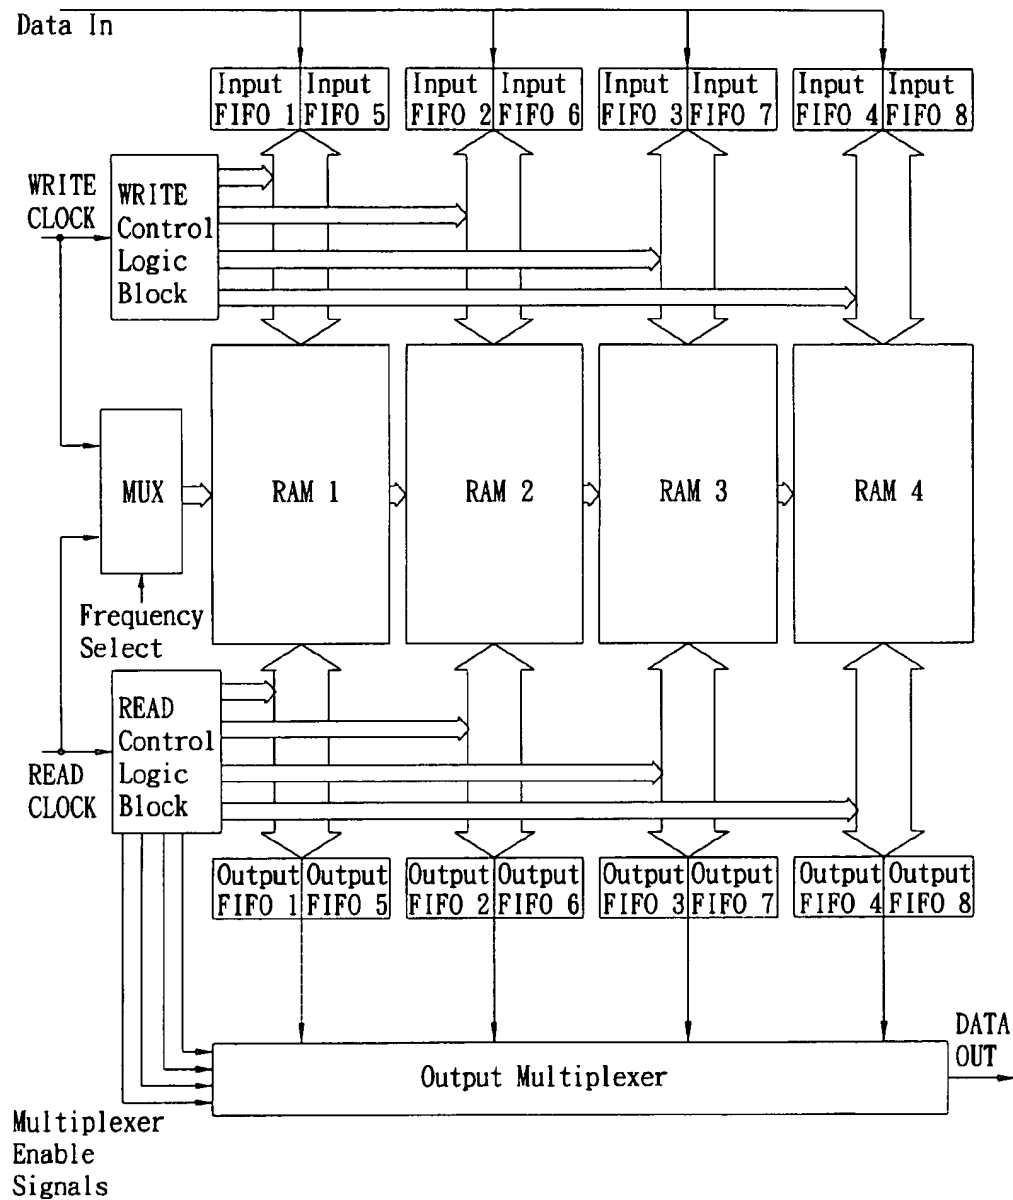 Data In
Input Input
FIFO 1 FIFO 5
Input Input
FIFO 2 FIFO 6
Input Input
FIFO 3 FIFO 7
Input Input
FIFO 4 FIFO 8
WRITE
CLOCK
WRITE
Control
Logic
Block
MUX
RAM 1
RAM 2
RAM 3
RAM 4
Frequency
Select
READ
CLOCK
READ
Control
Logic
Block
Output Output
FIFO 1 FIFO 5
Output Output
FIFO 2 FIFO 6
Output Output
FIFO 3 FIFO 7
Output Output
FIFO 4 FIFO 8
Output Multiplexer
DATA
OUT
Multiplexer
Enable
Signals